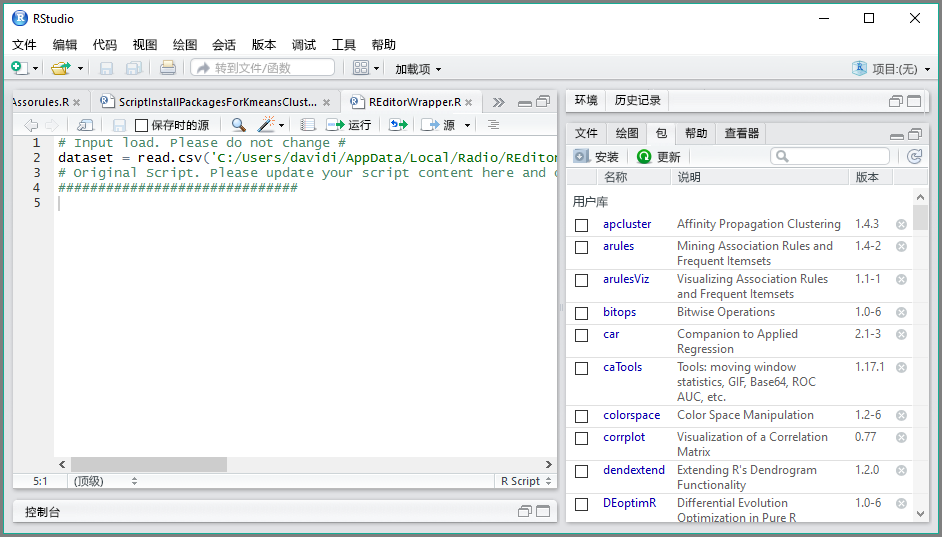 RStudio
文件 编辑 代码 视图 绘图 会话 版本 调试 工具 帮助
转到文件/函数 加载项 项目:(无)
Assorules.R ScriptInstallPackagesForKmeansClust... REditorWrapper.R
保存时的源 运行 源
1 # Input load. Please do not change #
2 dataset = read.csv('C:/Users/davidi/AppData/Local/Radio/REditor
3 # Original Script. Please update your script content here and
4 ##############################
5
5:1 (顶级) R Script
控制台
环境 历史记录
文件 绘图 包 帮助 查看器
安装 更新
名称 说明 版本
用户库
apcluster Affinity Propagation Clustering 1.4.3
arules Mining Association Rules and 1.4-2
Frequent Itemsets
arulesViz Visualizing Association Rules 1.1-1
and Frequent Itemsets
bitops Bitwise Operations 1.0-6
car Companion to Applied 2.1-3
Regression
caTools Tools: moving window 1.17.1
statistics, GIF, Base64, ROC
AUC, etc.
colorspace Color Space Manipulation 1.2-6
corrplot Visualization of a Correlation 0.77
Matrix
dendextend Extending R's Dendrogram 1.2.0
Functionality
DEoptimR Differential Evolution 1.0-6
Optimization in Pure R